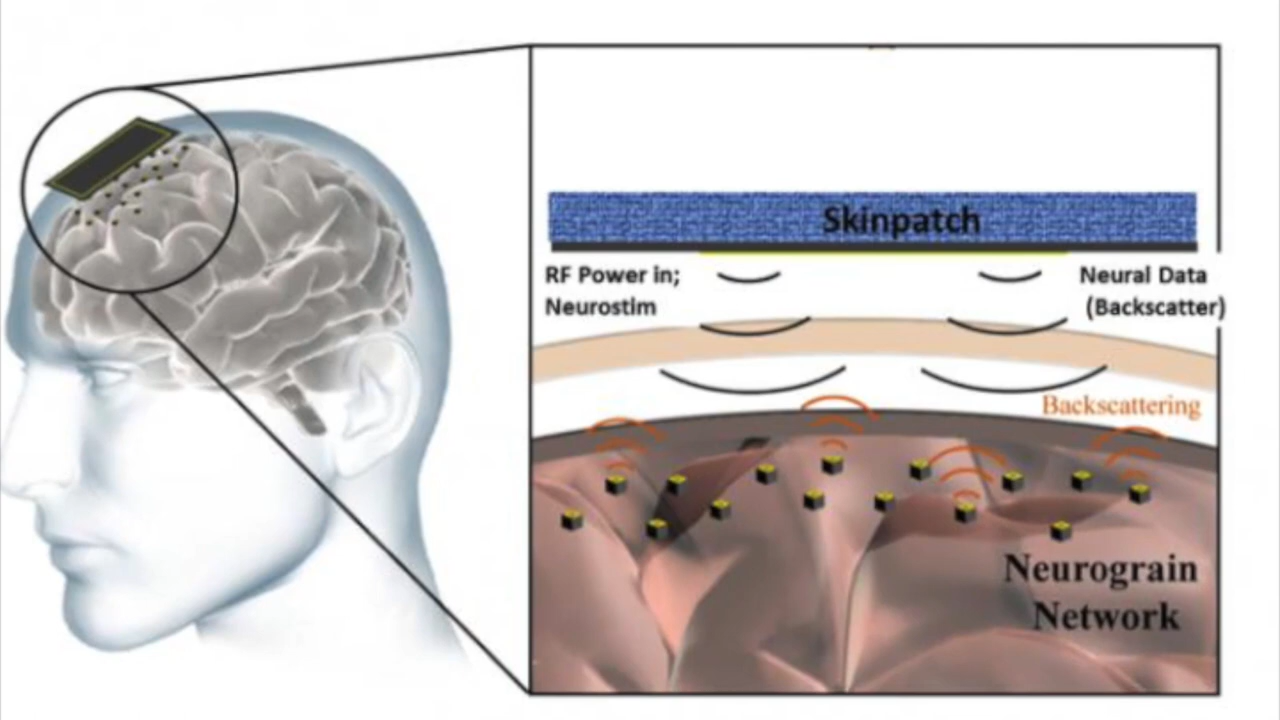 Skinpatch
RF Power in;
Neurostim
Neural Data
(Backscatter)
Backscattering
Neurograin
Network